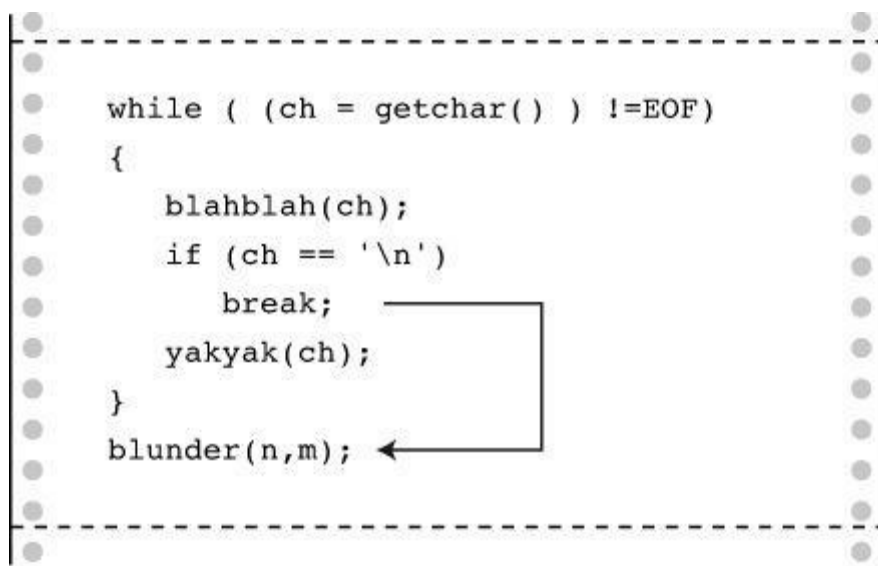 while ( (ch = getchar() ) !=EOF)
{
blahblah(ch);
if (ch == '\n')
break;
yakyak(ch);
}
blunder(n,m);